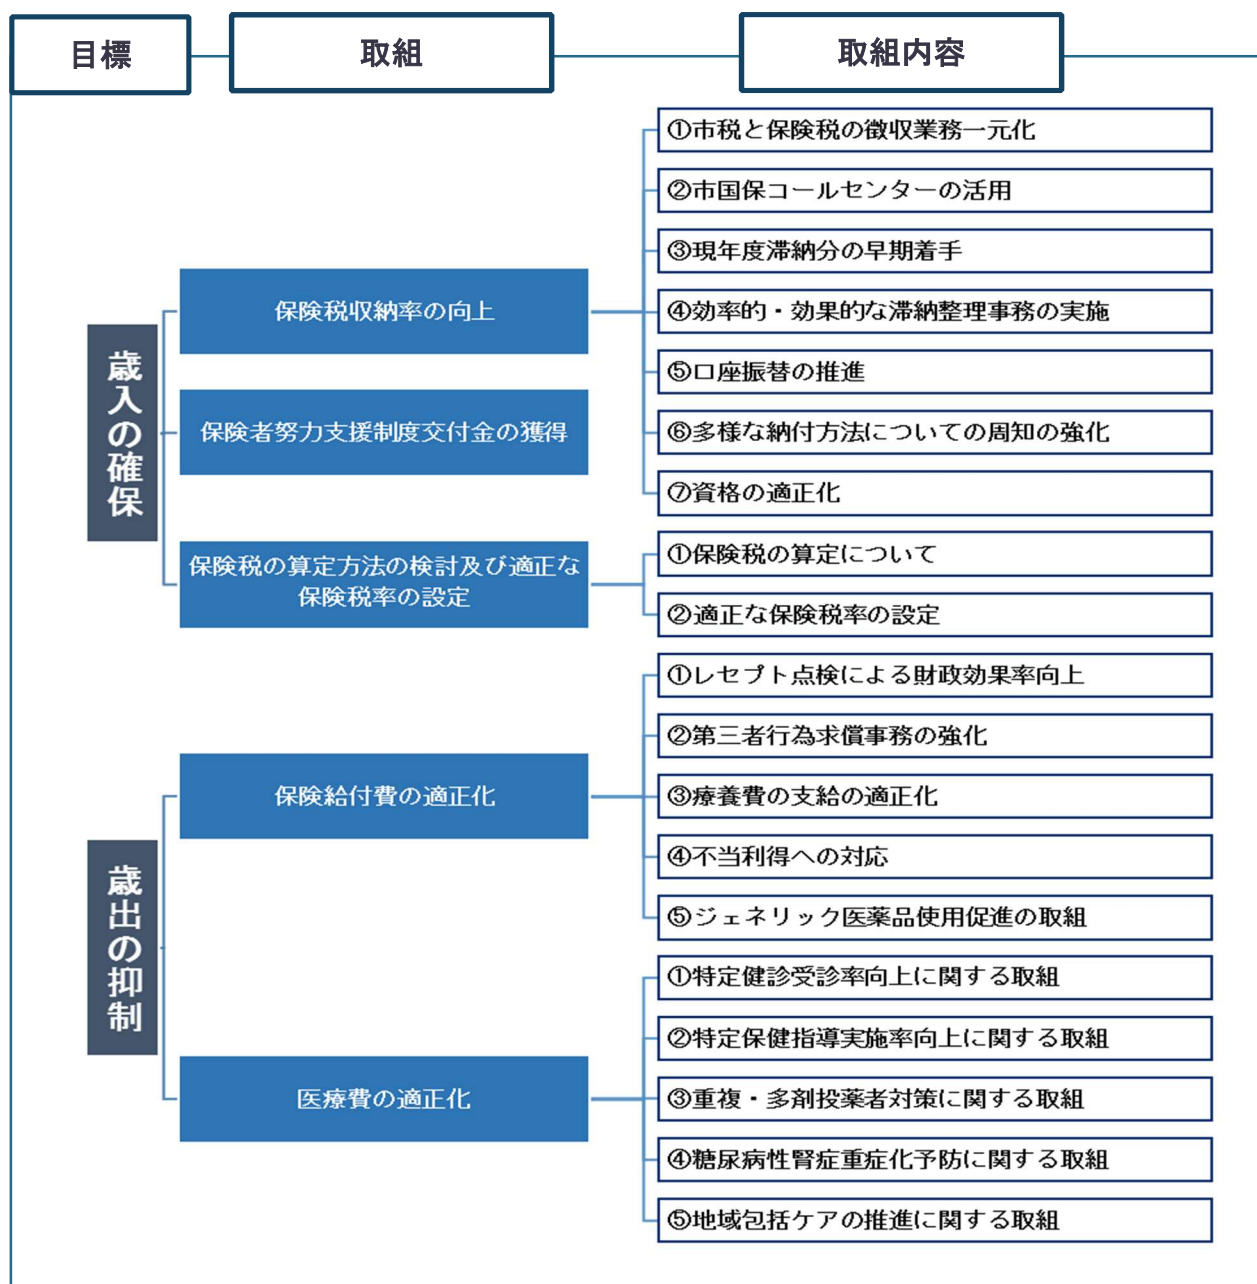 目標
取組
取組内容
歳入の確保
保険税収納率の向上
①市税と保険税の徴収業務一元化
②市国保コールセンターの活用
③現年度滞納分の早期着手
④効率的・効果的な滞納整理事務の実施
⑤口座振替の推進
⑥多様な納付方法についての周知の強化
⑦資格の適正化
保険者努力支援制度交付金の獲得
保険税の算定方法の検討及び適正な
保険税率の設定
①保険税の算定について
②適正な保険税率の設定
歳出の抑制
保険給付費の適正化
①レセプト点検による財政効果率向上
②第三者行為求償事務の強化
③療養費の支給の適正化
④不当利得への対応
⑤ジェネリック医薬品使用促進の取組
医療費の適正化
①特定健診受診率向上に関する取組
②特定保健指導実施率向上に関する取組
③重複・多剤投薬者対策に関する取組
④糖尿病性腎症重症化予防に関する取組
⑤地域包括ケアの推進に関する取組